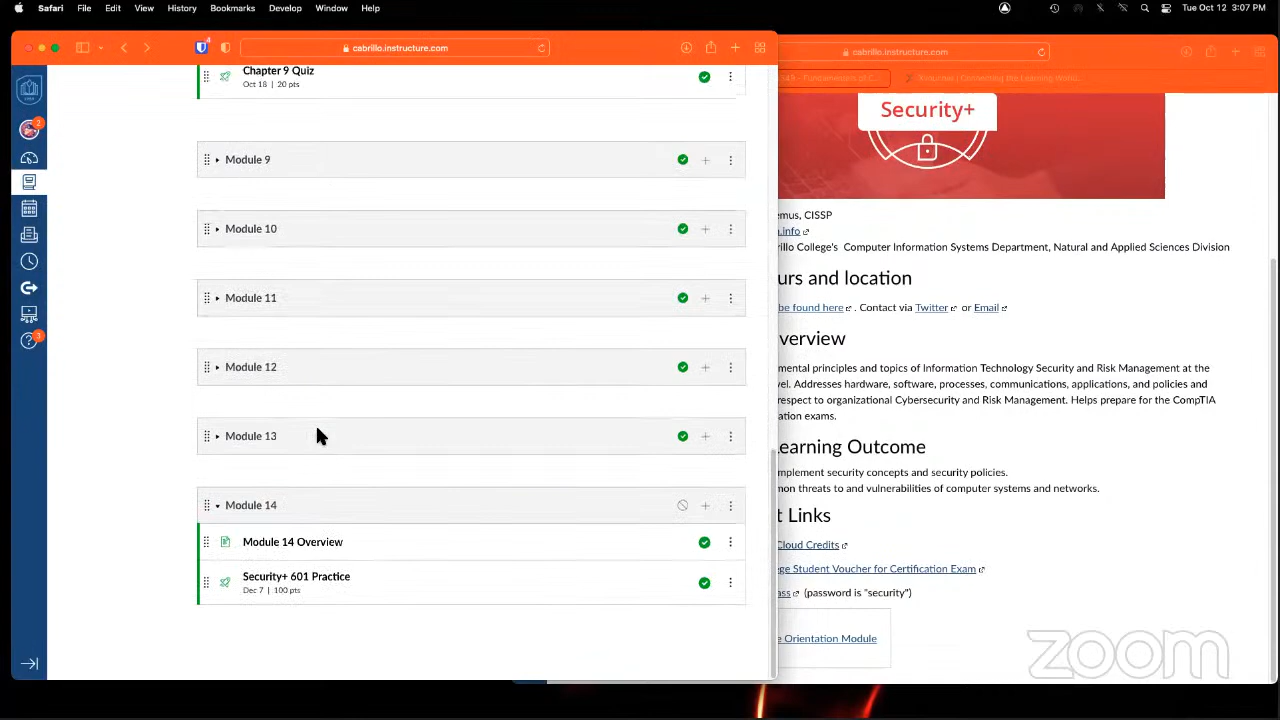 Safari File Edit View History Bookmarks Develop Window Help
Tue Oct 12 3:07 PM
4
cabrillo.instructure.com
Chapter 9 Quiz
Oct 18 | 20 pts
Module 9
Module 10
Module 11
Module 12
Module 13
Module 14
Module 14 Overview
Security+ 601 Practice
Dec 7 | 100 pts
2
3
cabrillo.instructure.com
Security+
emus, CISSP
.info
rillo College's Computer Information Systems Department, Natural and Applied Sciences Division
urs and location
be found here . Contact via Twitter or Email
verview
mental principles and topics of Information Technology Security and Risk Management at the
vel. Addresses hardware, software, processes, communications, applications, and policies and
respect to organizational Cybersecurity and Risk Management. Helps prepare for the CompTIA
ation exams.
earning Outcome
mplement security concepts and security policies.
mon threats to and vulnerabilities of computer systems and networks.
t Links
Cloud Credits
ge Student Voucher for Certification Exam
ass (password is "security")
e Orientation Module
zoom